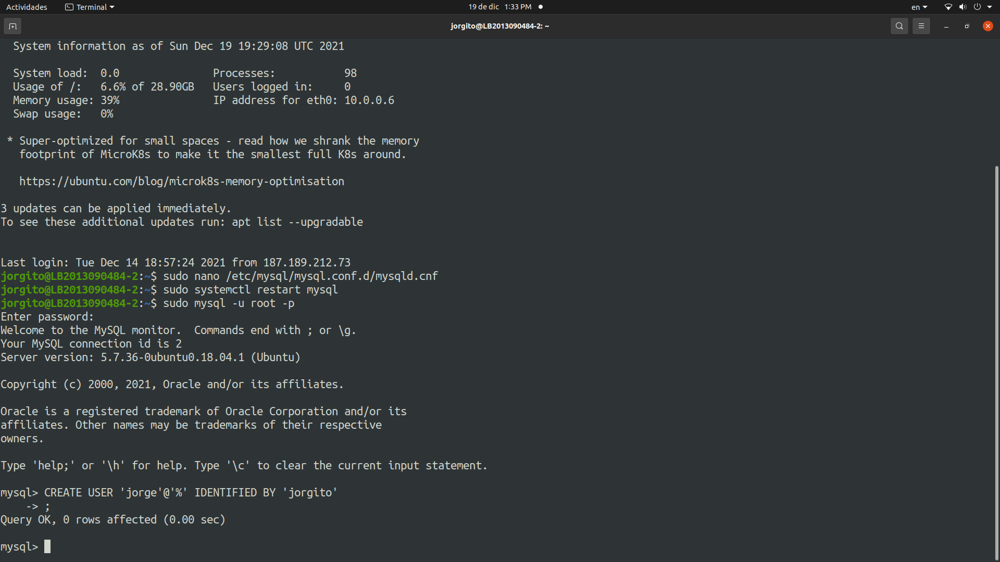 Actividades Terminal 19 de dic 1:33 PM en
jorgito@LB2013090484-2: ~
System information as of Sun Dec 19 19:29:08 UTC 2021
System load: 0.0 Processes: 98
Usage of /: 6.6% of 28.90GB Users logged in: 0
Memory usage: 39% IP address for eth0: 10.0.0.6
Swap usage: 0%
* Super-optimized for small spaces - read how we shrank the memory
footprint of MicroK8s to make it the smallest full K8s around.
https://ubuntu.com/blog/microk8s-memory-optimisation
3 updates can be applied immediately.
To see these additional updates run: apt list --upgradable
Last login: Tue Dec 14 18:57:24 2021 from 187.189.212.73
jorgito@LB2013090484-2:~$ sudo nano /etc/mysql/mysql.conf.d/mysqld.cnf
jorgito@LB2013090484-2:~$ sudo systemctl restart mysql
jorgito@LB2013090484-2:~$ sudo mysql -u root -p
Enter password:
Welcome to the MySQL monitor.  Commands end with ; or \g.
Your MySQL connection id is 2
Server version: 5.7.36-0ubuntu0.18.04.1 (Ubuntu)
Copyright (c) 2000, 2021, Oracle and/or its affiliates.
Oracle is a registered trademark of Oracle Corporation and/or its
affiliates. Other names may be trademarks of their respective
owners.
Type 'help;' or '\h' for help. Type '\c' to clear the current input statement.
mysql> CREATE USER 'jorge'@'%' IDENTIFIED BY 'jorgito'
-> ;
Query OK, 0 rows affected (0.00 sec)
mysql>